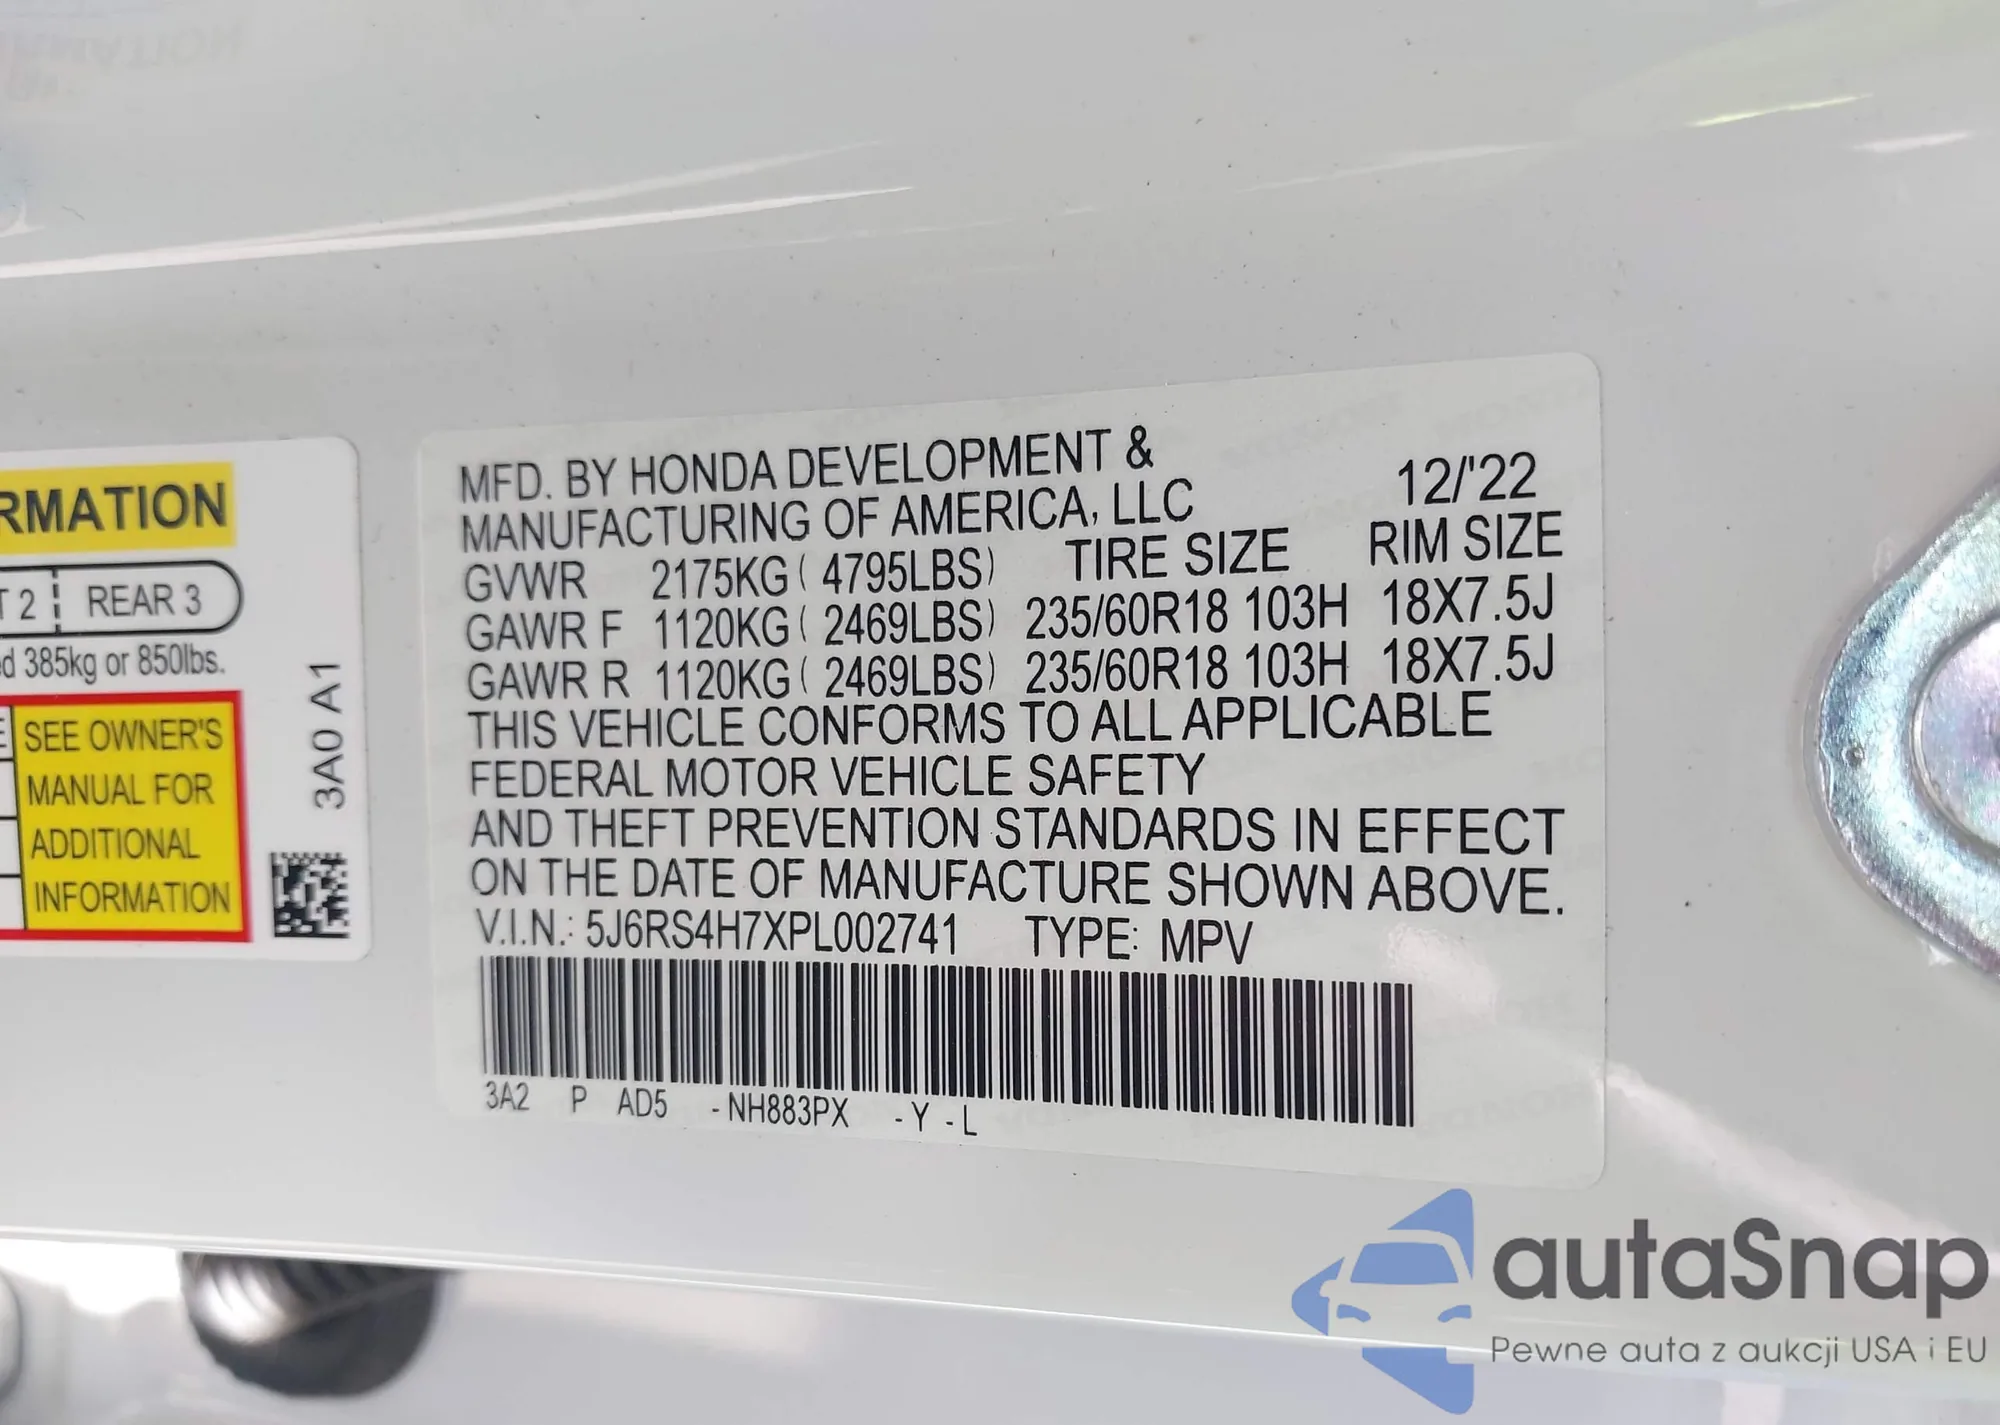 RMATION
T 2 REAR 3
d 385kg or 850lbs.
E SEE OWNER'S
MANUAL FOR
ADDITIONAL
INFORMATION
3A0 A1
MFD. BY HONDA DEVELOPMENT &
MANUFACTURING OF AMERICA, LLC 12/'22
GVWR 2175KG ( 4795LBS) TIRE SIZE RIM SIZE
GAWR F 1120KG ( 2469LBS) 235/60R18 103H 18X7.5J
GAWR R 1120KG ( 2469LBS) 235/60R18 103H 18X7.5J
THIS VEHICLE CONFORMS TO ALL APPLICABLE
FEDERAL MOTOR VEHICLE SAFETY
AND THEFT PREVENTION STANDARDS IN EFFECT
ON THE DATE OF MANUFACTURE SHOWN ABOVE.
V.I.N.: 5J6RS4H7XPL002741 TYPE: MPV
3A2 P AD5 -NH883PX -Y -L
autaSnap
Pewne auta z aukcji USA i EU